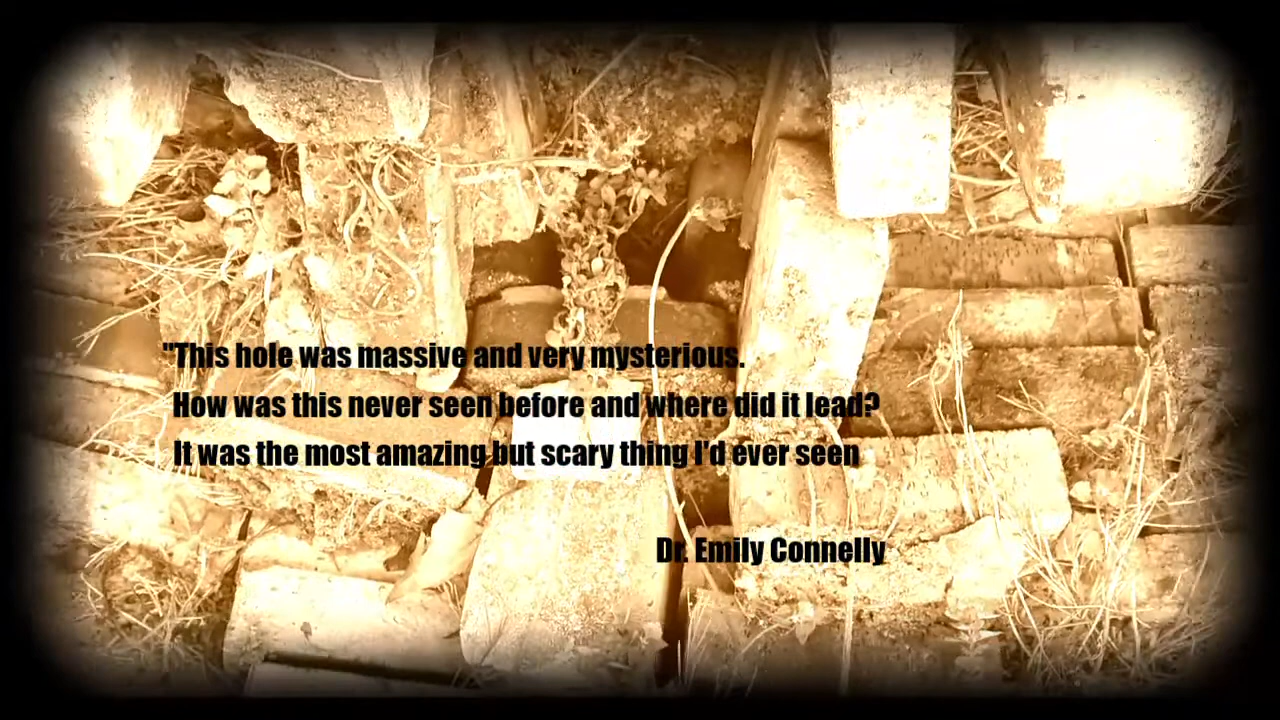 "This hole was massive and very mysterious.
How was this never seen before and where did it lead?
It was the most amazing but scary thing I'd ever seen
Dr. Emily Connelly